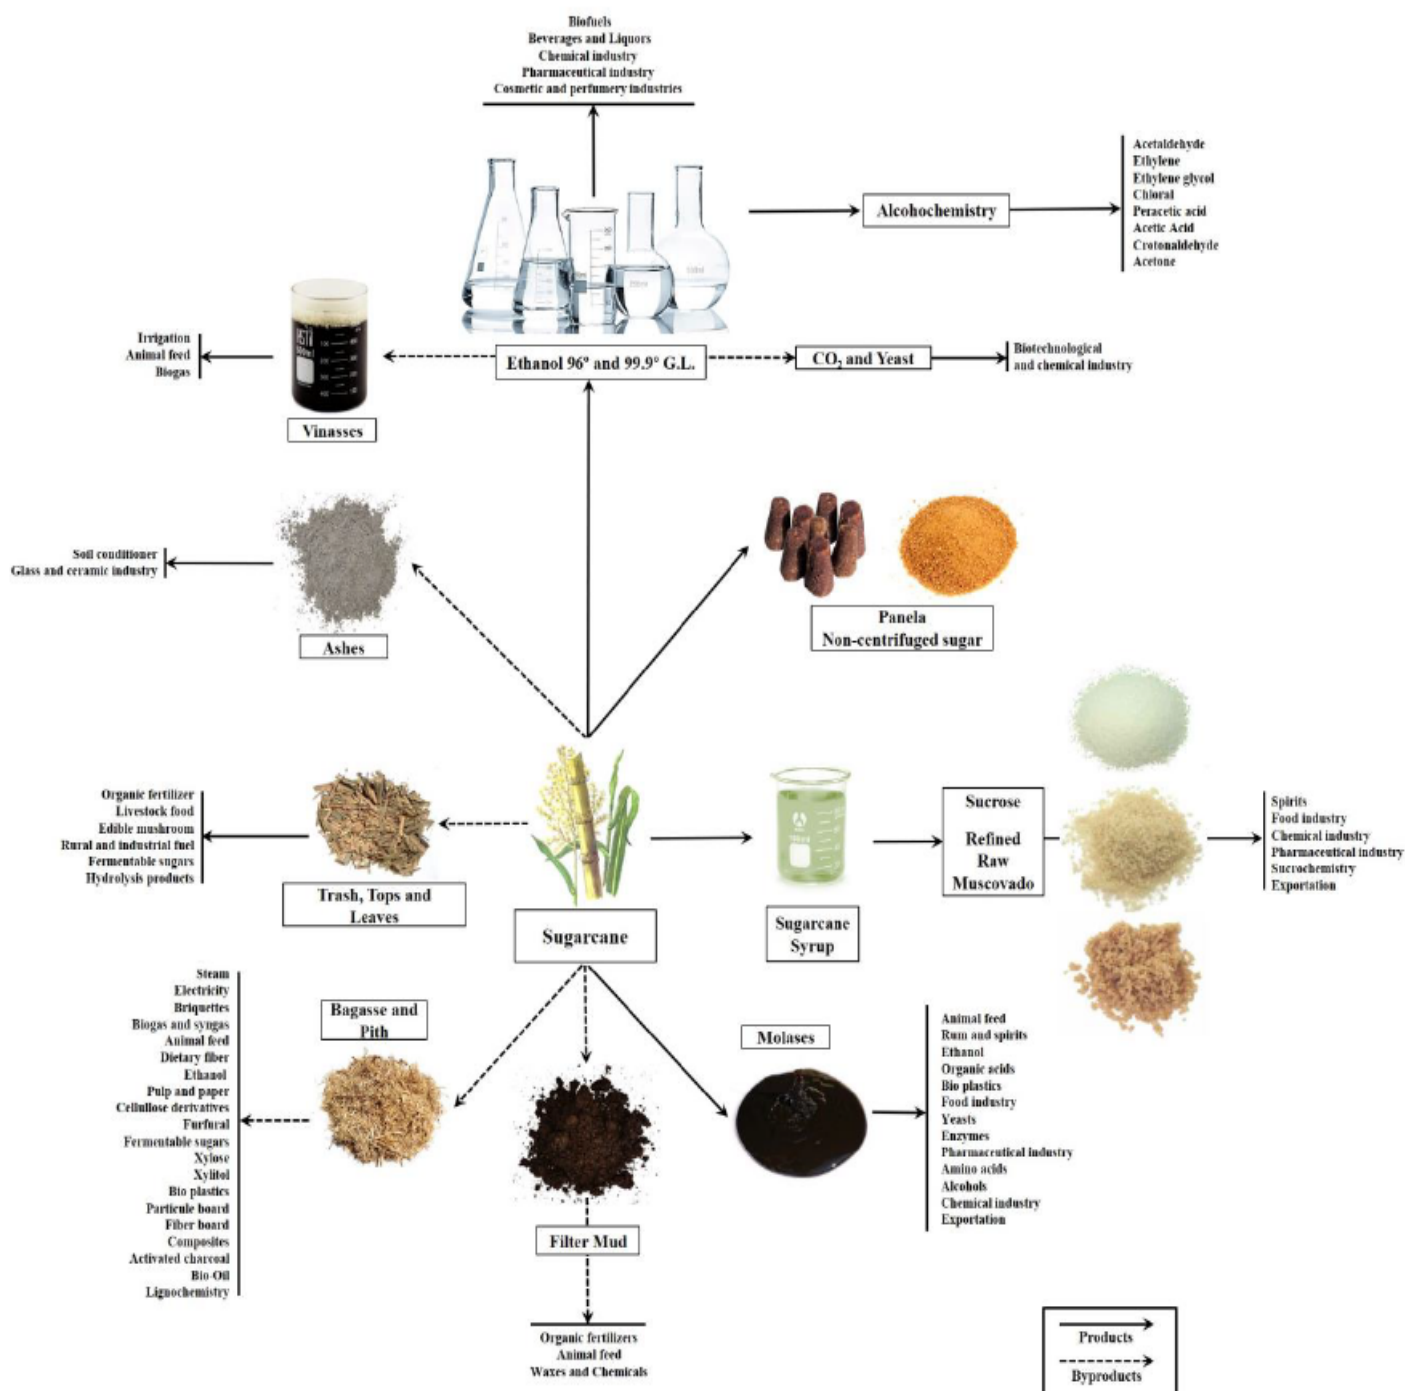 Biofuels
Beverages and Liquors
Chemical industry
Pharmaceutical industry
Cosmetic and perfumery industries
Acetaldehyde
Ethylene
Ethylene glycol
Chloral
Peracetic acid
Acetic Acid
Crotonaldehyde
Acetone
Alcohochemistry
Irrigation
Animal feed
Biogas
Vinasses
Ethanol 96º and 99.9° G.L.
CO2 and Yeast
Biotechnological
and chemical industry
Soil conditioner
Glass and ceramic industry
Ashes
Panela
Non-centrifuged sugar
Organic fertilizer
Livestock food
Edible mushroom
Rural and industrial fuel
Fermentable sugars
Hydrolysis products
Trash, Tops and
Leaves
Sugarcane
Sugarcane
Syrup
Sucrose
Refined
Raw
Muscovado
Spirits
Food industry
Chemical industry
Pharmaceutical industry
Sucrochemistry
Exportation
Steam
Electricity
Briquettes
Biogas and syngas
Animal feed
Dietary fiber
Ethanol
Pulp and paper
Cellullose derivatives
Furfural
Fermentable sugars
Xylose
Xylitol
Bio plastics
Particule board
Fiber board
Composites
Activated charcoal
Bio-Oil
Lignochemistry
Bagasse and
Pith
Filter Mud
Organic fertilizers
Animal feed
Waxes and Chemicals
Molases
Animal feed
Rum and spirits
Ethanol
Organic acids
Bio plastics
Food industry
Yeasts
Enzymes
Pharmaceutical industry
Amino acids
Alcohols
Chemical industry
Exportation
Products
Byproducts